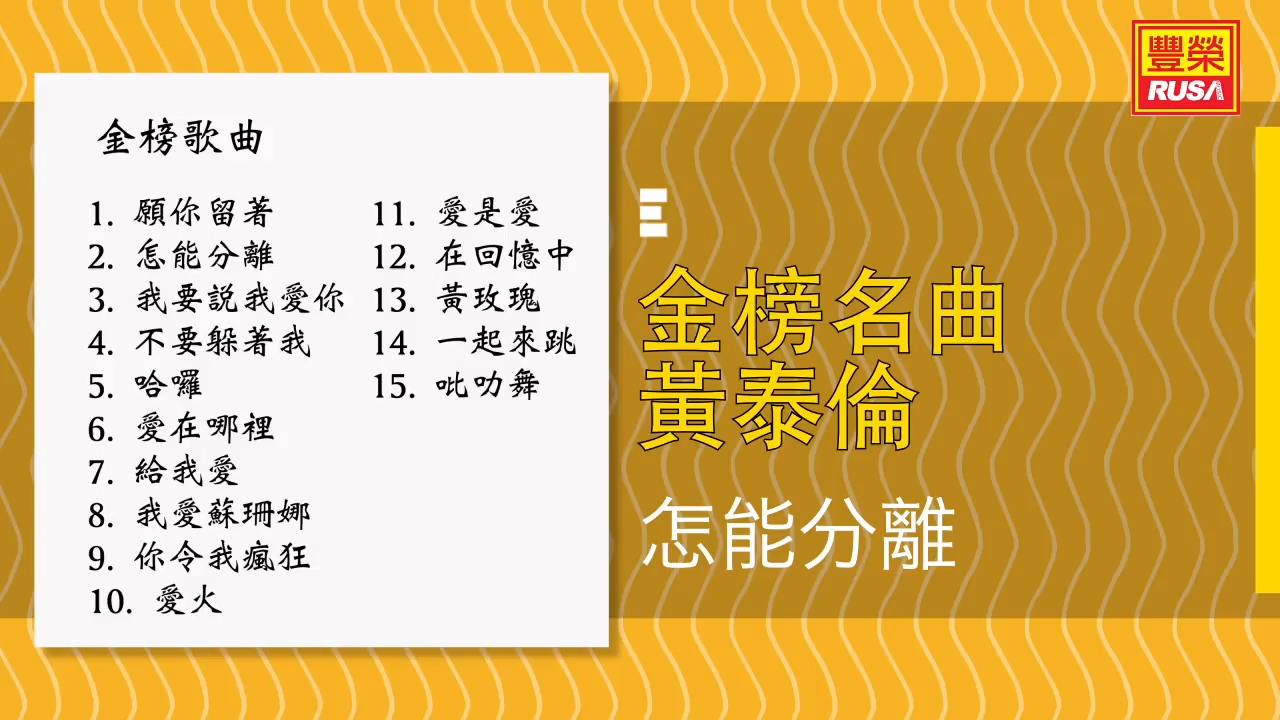 豐榮
RUSA
金榜歌曲
1. 願你留著
2. 怎能分離
3. 我要説我愛你
4. 不要躲著我
5. 哈囉
6. 愛在哪裡
7. 給我愛
8. 我愛蘇珊娜
9. 你令我瘋狂
10. 愛火
11. 愛是愛
12. 在回憶中
13. 黃玫瑰
14. 一起來跳
15. 吡叻舞
金榜名曲
黃泰倫
怎能分離